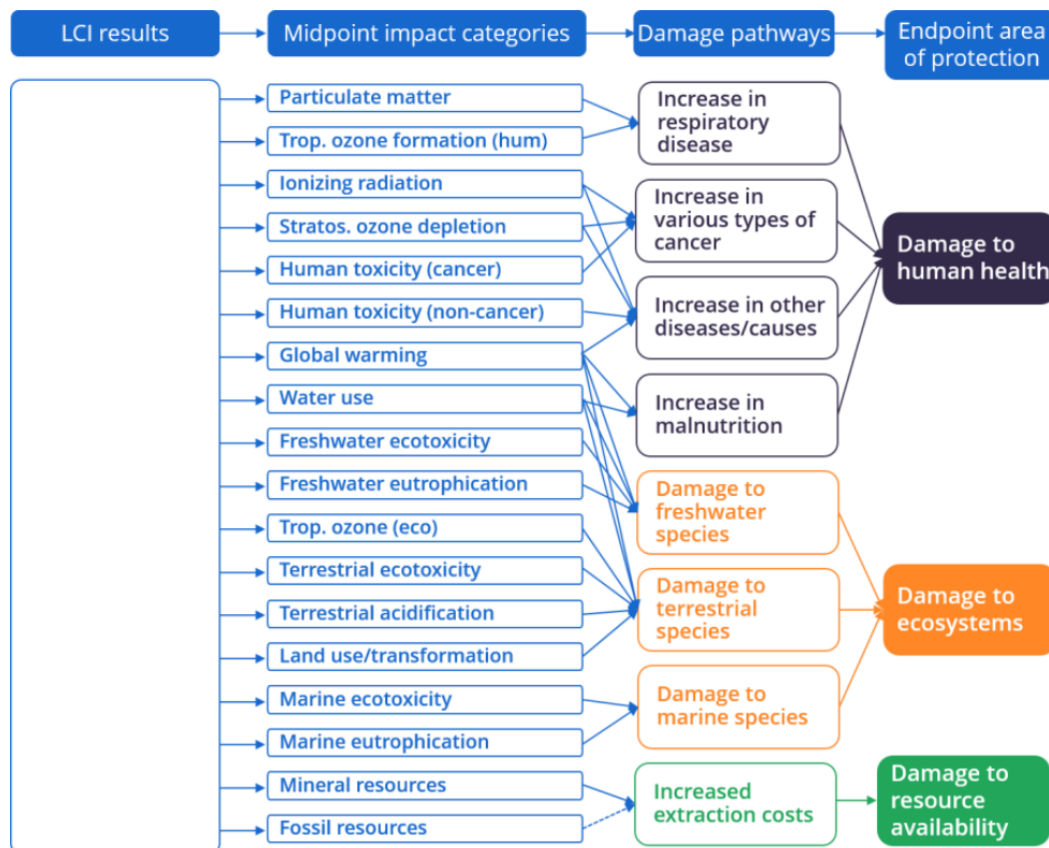 LCI results
Midpoint impact categories
Damage pathways
Endpoint area
of protection
Particulate matter
Trop. ozone formation (hum)
Ionizing radiation
Stratos. ozone depletion
Human toxicity (cancer)
Human toxicity (non-cancer)
Global warming
Water use
Freshwater ecotoxicity
Freshwater eutrophication
Trop. ozone (eco)
Terrestrial ecotoxicity
Terrestrial acidification
Land use/transformation
Marine ecotoxicity
Marine eutrophication
Mineral resources
Fossil resources
Increase in
respiratory
disease
Increase in
various types of
cancer
Increase in other
diseases/causes
Increase in
malnutrition
Damage to
freshwater
species
Damage to
terrestrial
species
Damage to
marine species
Increased
extraction costs
Damage to
human health
Damage to
ecosystems
Damage to
resource
availability